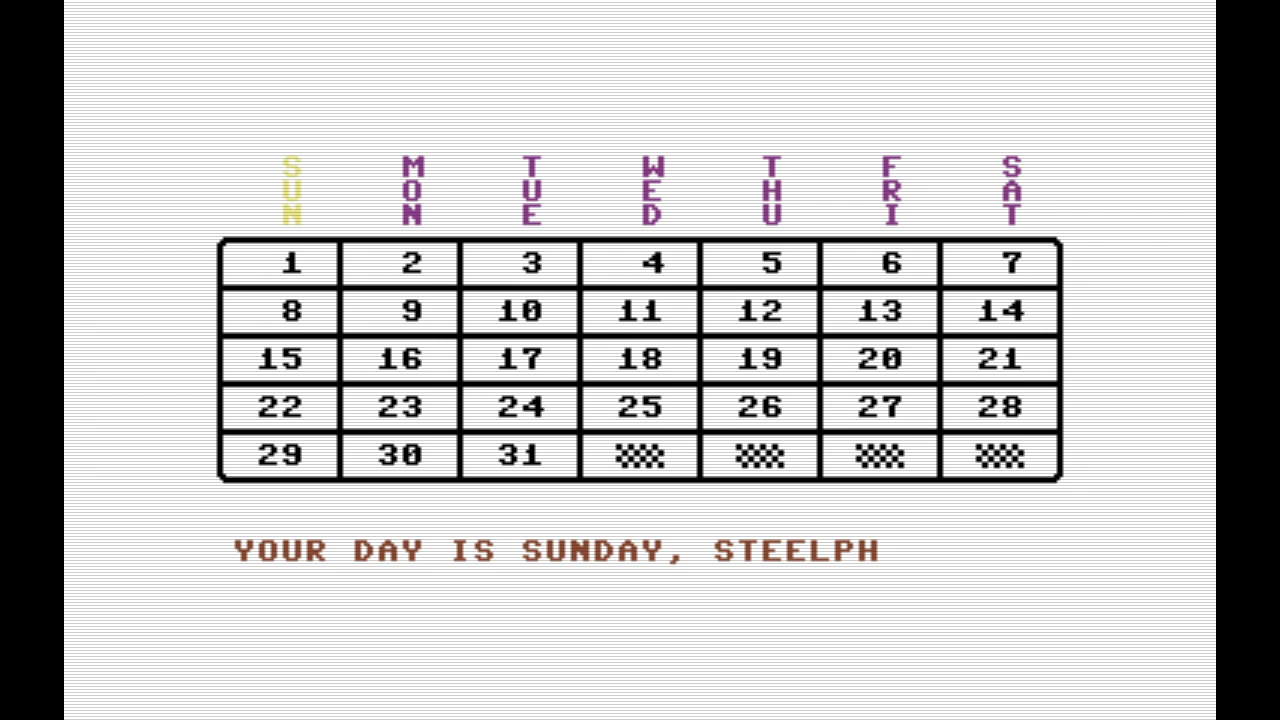 SUN MON TUE WED THU FRI SAT
1 2 3 4 5 6 7
8 9 10 11 12 13 14
15 16 17 18 19 20 21
22 23 24 25 26 27 28
29 30 31
YOUR DAY IS SUNDAY, STEELPH